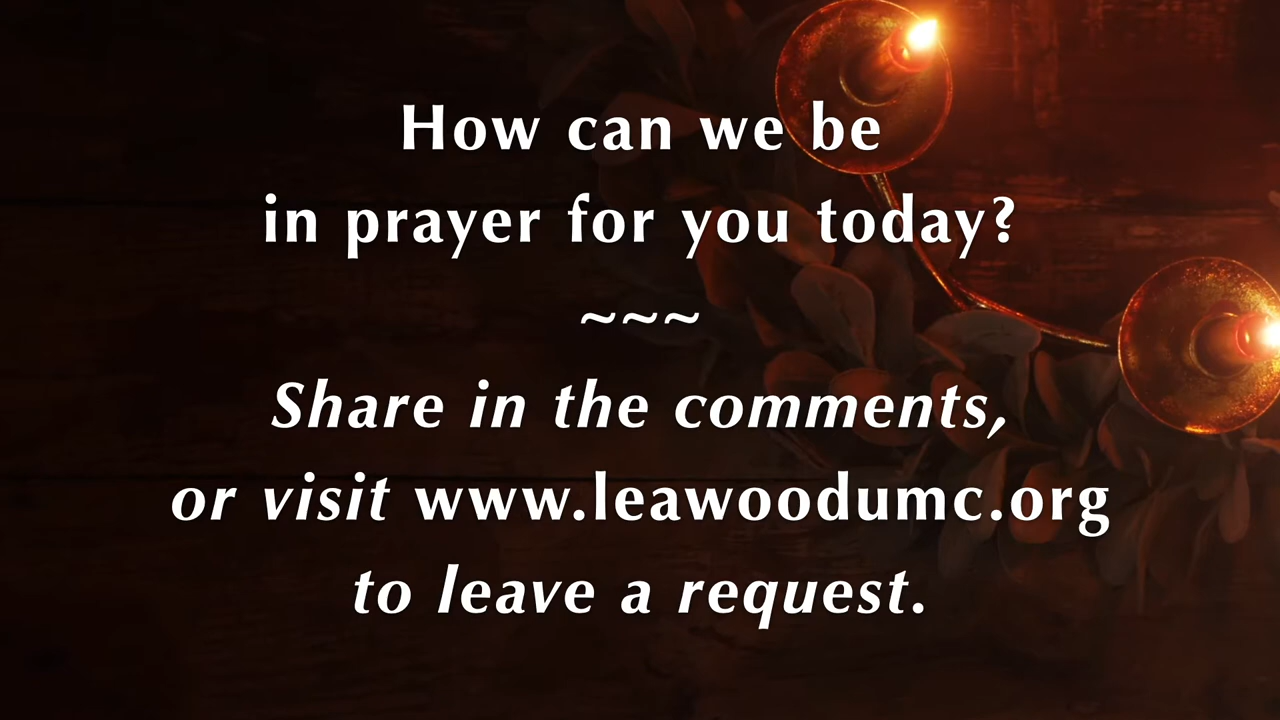 How can we be
in prayer for you today?
~~~
Share in the comments,
or visit www.leawoodumc.org
to leave a request.